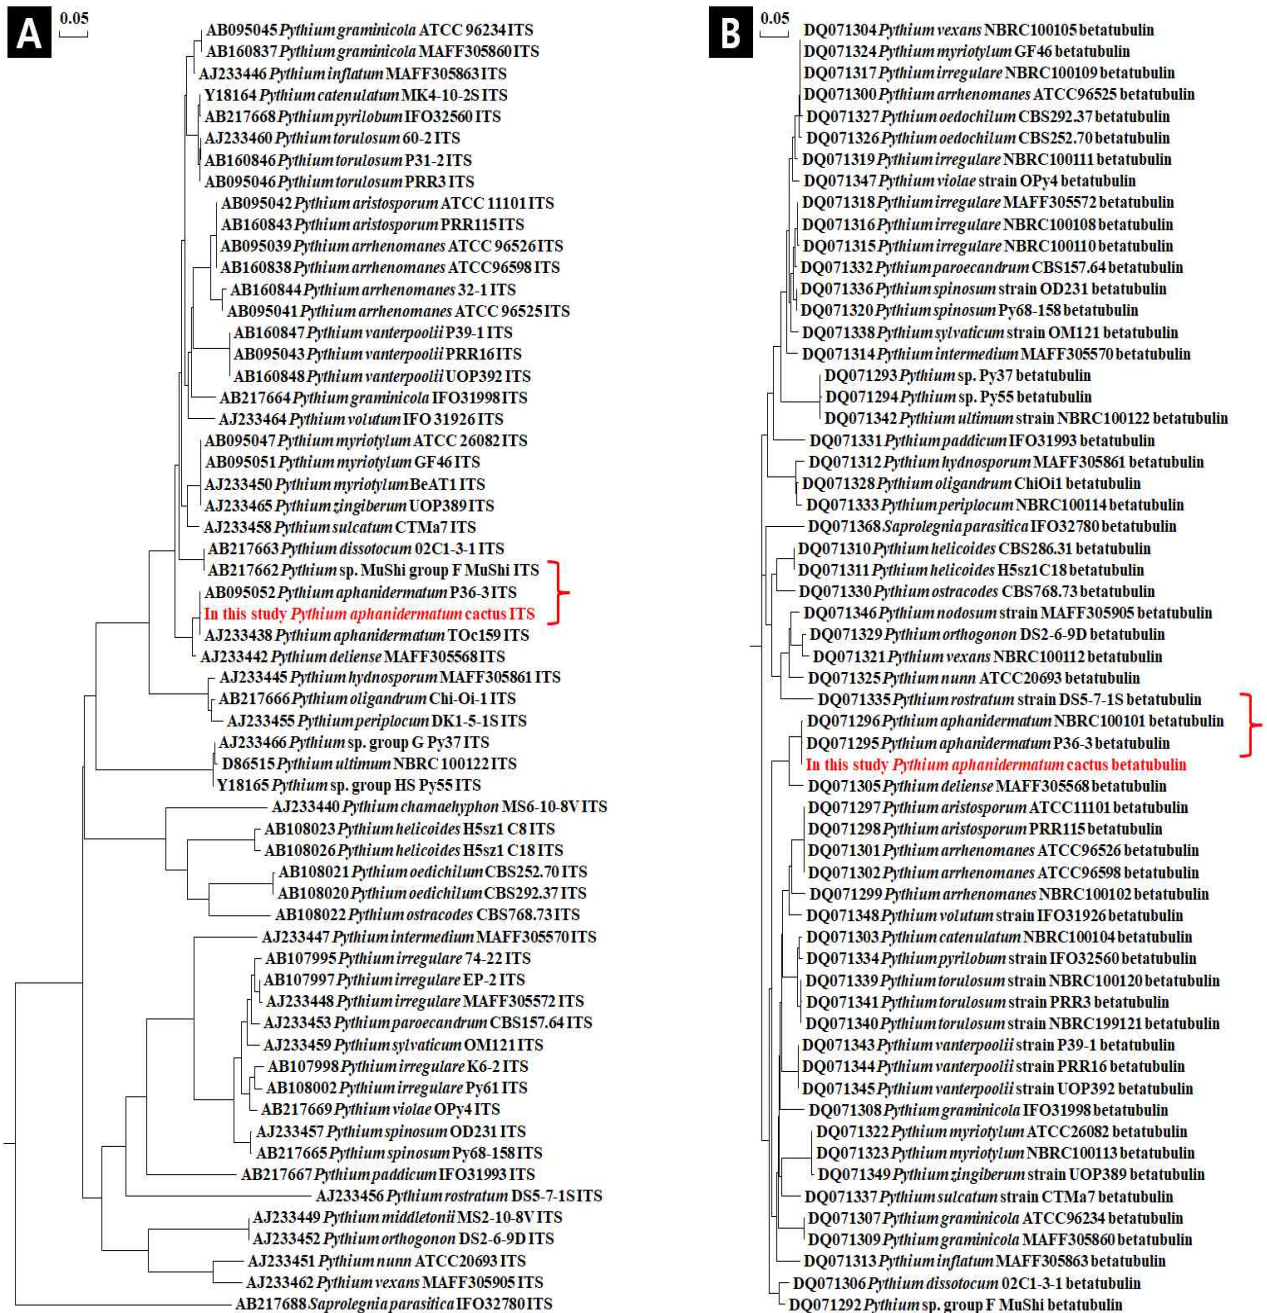 A
0.05
AB095045 Pythium graminicola ATCC 96234 ITS
AB160837 Pythium graminicola MAFF305860 ITS
AJ233446 Pythium inflatum MAFF305863 ITS
Y18164 Pythium catenulatum MK4-10-2S ITS
AB217668 Pythium pyrilobum IFO32560 ITS
AJ233460 Pythium torulosum 60-2 ITS
AB160846 Pythium torulosum P31-2 ITS
AB095046 Pythium torulosum PRR3 ITS
AB095042 Pythium aristosporum ATCC 11101 ITS
AB160843 Pythium aristosporum PRR115 ITS
AB095039 Pythium arrhenomanes ATCC 96526 ITS
AB160838 Pythium arrhenomanes ATCC96598 ITS
AB160844 Pythium arrhenomanes 32-1 ITS
AB095041 Pythium arrhenomanes ATCC 96525 ITS
AB160847 Pythium vanterpoolii P39-1 ITS
AB095043 Pythium vanterpoolii PRR16 ITS
AB160848 Pythium vanterpoolii UOP392 ITS
AB217664 Pythium graminicola IFO31998 ITS
AJ233464 Pythium volutum IFO 31926 ITS
AB095047 Pythium myriotylum ATCC 26082 ITS
AB095051 Pythium myriotylum GF46 ITS
AJ233450 Pythium myriotylum BeAT1 ITS
AJ233465 Pythium zingiberum UOP389 ITS
AJ233458 Pythium sulcatum CTMa7 ITS
AB217663 Pythium dissotocum 02C1-3-1 ITS
AB217662 Pythium sp. MuShi group F MuShi ITS
AB095052 Pythium aphanidermatum P36-3 ITS
In this study Pythium aphanidermatum cactus ITS
AJ233438 Pythium aphanidermatum TOc159 ITS
AJ233442 Pythium deliense MAFF305568 ITS
AJ233445 Pythium hydnosporum MAFF305861 ITS
AB217666 Pythium oligandrum Chi-Oi-1 ITS
AJ233455 Pythium periplocum DK1-5-1S ITS
AJ233466 Pythium sp. group G Py37 ITS
D86515 Pythium ultimum NBRC 100122 ITS
Y18165 Pythium sp. group HS Py55 ITS
AJ233440 Pythium chamaehyphon MS6-10-8V ITS
AB108023 Pythium helicoides H5sz1 C8 ITS
AB108026 Pythium helicoides H5sz1 C18 ITS
AB108021 Pythium oedichilum CBS252.70 ITS
AB108020 Pythium oedichilum CBS292.37 ITS
AB108022 Pythium ostracodes CBS768.73 ITS
AJ233447 Pythium intermedium MAFF305570 ITS
AB107995 Pythium irregulare 74-22 ITS
AB107997 Pythium irregulare EP-2 ITS
AJ233448 Pythium irregulare MAFF305572 ITS
AJ233453 Pythium paroecandrum CBS157.64 ITS
AJ233459 Pythium sylvaticum OM121 ITS
AB107998 Pythium irregulare K6-2 ITS
AB108002 Pythium irregulare Py61 ITS
AB217669 Pythium violae OPy4 ITS
AJ233457 Pythium spinosum OD231 ITS
AB217665 Pythium spinosum Py68-158 ITS
AB217667 Pythium paddicum IFO31993 ITS
AJ233456 Pythium rostratum DS5-7-1S ITS
AJ233449 Pythium middletonii MS2-10-8V ITS
AJ233452 Pythium orthogonon DS2-6-9D ITS
AJ233451 Pythium nunn ATCC20693 ITS
AJ233462 Pythium vexans MAFF305905 ITS
AB217688 Saprolegnia parasitica IFO32780 ITS
B
0.05
DQ071304 Pythium vexans NBRC100105 betatubulin
DQ071324 Pythium myriotylum GF46 betatubulin
DQ071317 Pythium irregulare NBRC100109 betatubulin
DQ071300 Pythium arrhenomanes ATCC96525 betatubulin
DQ071327 Pythium oedochilum CBS292.37 betatubulin
DQ071326 Pythium oedochilum CBS252.70 betatubulin
DQ071319 Pythium irregulare NBRC100111 betatubulin
DQ071347 Pythium violae strain OPy4 betatubulin
DQ071318 Pythium irregulare MAFF305572 betatubulin
DQ071316 Pythium irregulare NBRC100108 betatubulin
DQ071315 Pythium irregulare NBRC100110 betatubulin
DQ071332 Pythium paroecandrum CBS157.64 betatubulin
DQ071336 Pythium spinosum strain OD231 betatubulin
DQ071320 Pythium spinosum Py68-158 betatubulin
DQ071338 Pythium sylvaticum strain OM121 betatubulin
DQ071314 Pythium intermedium MAFF305570 betatubulin
DQ071293 Pythium sp. Py37 betatubulin
DQ071294 Pythium sp. Py55 betatubulin
DQ071342 Pythium ultimum strain NBRC100122 betatubulin
DQ071331 Pythium paddicum IFO31993 betatubulin
DQ071312 Pythium hydnosporum MAFF305861 betatubulin
DQ071328 Pythium oligandrum ChiOi1 betatubulin
DQ071333 Pythium periplocum NBRC100114 betatubulin
DQ071368 Saprolegnia parasitica IFO32780 betatubulin
DQ071310 Pythium helicoides CBS286.31 betatubulin
DQ071311 Pythium helicoides H5sz1C18 betatubulin
DQ071330 Pythium ostracodes CBS768.73 betatubulin
DQ071346 Pythium nodosum strain MAFF305905 betatubulin
DQ071329 Pythium orthogonon DS2-6-9D betatubulin
DQ071321 Pythium vexans NBRC100112 betatubulin
DQ071325 Pythium nunn ATCC20693 betatubulin
DQ071335 Pythium rostratum strain DS5-7-1S betatubulin
DQ071296 Pythium aphanidermatum NBRC100101 betatubulin
DQ071295 Pythium aphanidermatum P36-3 betatubulin
In this study Pythium aphanidermatum cactus betatubulin
DQ071305 Pythium deliense MAFF305568 betatubulin
DQ071297 Pythium aristosporum ATCC11101 betatubulin
DQ071298 Pythium aristosporum PRR115 betatubulin
DQ071301 Pythium arrhenomanes ATCC96526 betatubulin
DQ071302 Pythium arrhenomanes ATCC96598 betatubulin
DQ071299 Pythium arrhenomanes NBRC100102 betatubulin
DQ071348 Pythium volutum strain IFO31926 betatubulin
DQ071303 Pythium catenulatum NBRC100104 betatubulin
DQ071334 Pythium pyrilobum strain IFO32560 betatubulin
DQ071339 Pythium torulosum strain NBRC100120 betatubulin
DQ071341 Pythium torulosum strain PRR3 betatubulin
DQ071340 Pythium torulosum strain NBRC199121 betatubulin
DQ071343 Pythium vanterpoolii strain P39-1 betatubulin
DQ071344 Pythium vanterpoolii strain PRR16 betatubulin
DQ071345 Pythium vanterpoolii strain UOP392 betatubulin
DQ071308 Pythium graminicola IFO31998 betatubulin
DQ071322 Pythium myriotylum ATCC26082 betatubulin
DQ071323 Pythium myriotylum NBRC100113 betatubulin
DQ071349 Pythium zingiberum strain UOP389 betatubulin
DQ071337 Pythium sulcatum strain CTMa7 betatubulin
DQ071307 Pythium graminicola ATCC96234 betatubulin
DQ071309 Pythium graminicola MAFF305860 betatubulin
DQ071313 Pythium inflatum MAFF305863 betatubulin
DQ071306 Pythium dissotocum 02C1-3-1 betatubulin
DQ071292 Pythium sp. group F MuShi betatubulin